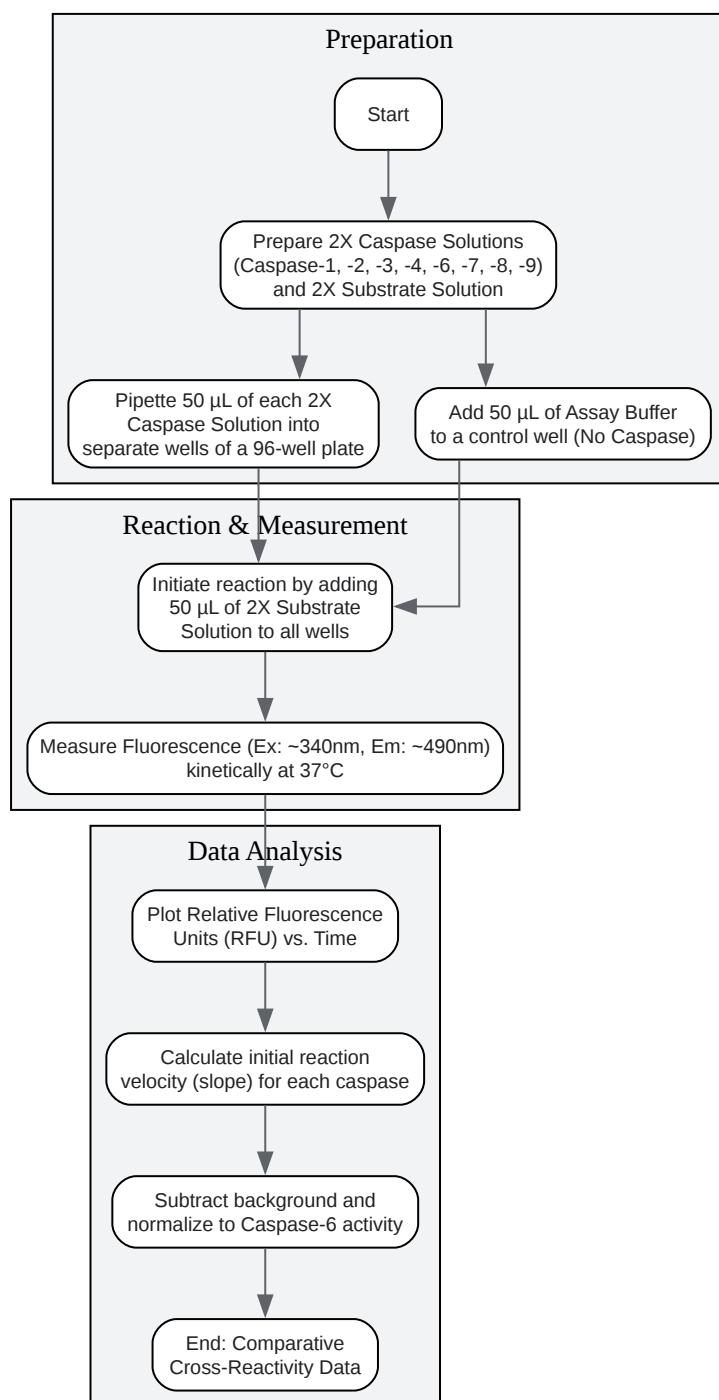 Preparation
Start
Prepare 2X Caspase Solutions
(Caspase-1, -2, -3, -4, -6, -7, -8, -9)
and 2X Substrate Solution
Pipette 50 µL of each 2X
Caspase Solution into
separate wells of a 96-well plate
Add 50 µL of Assay Buffer
to a control well (No Caspase)
Reaction & Measurement
Initiate reaction by adding
50 µL of 2X Substrate
Solution to all wells
Measure Fluorescence (Ex: ~340nm, Em: ~490nm)
kinetically at 37°C
Data Analysis
Plot Relative Fluorescence
Units (RFU) vs. Time
Calculate initial reaction
velocity (slope) for each caspase
Subtract background and
normalize to Caspase-6 activity
End: Comparative
Cross-Reactivity Data